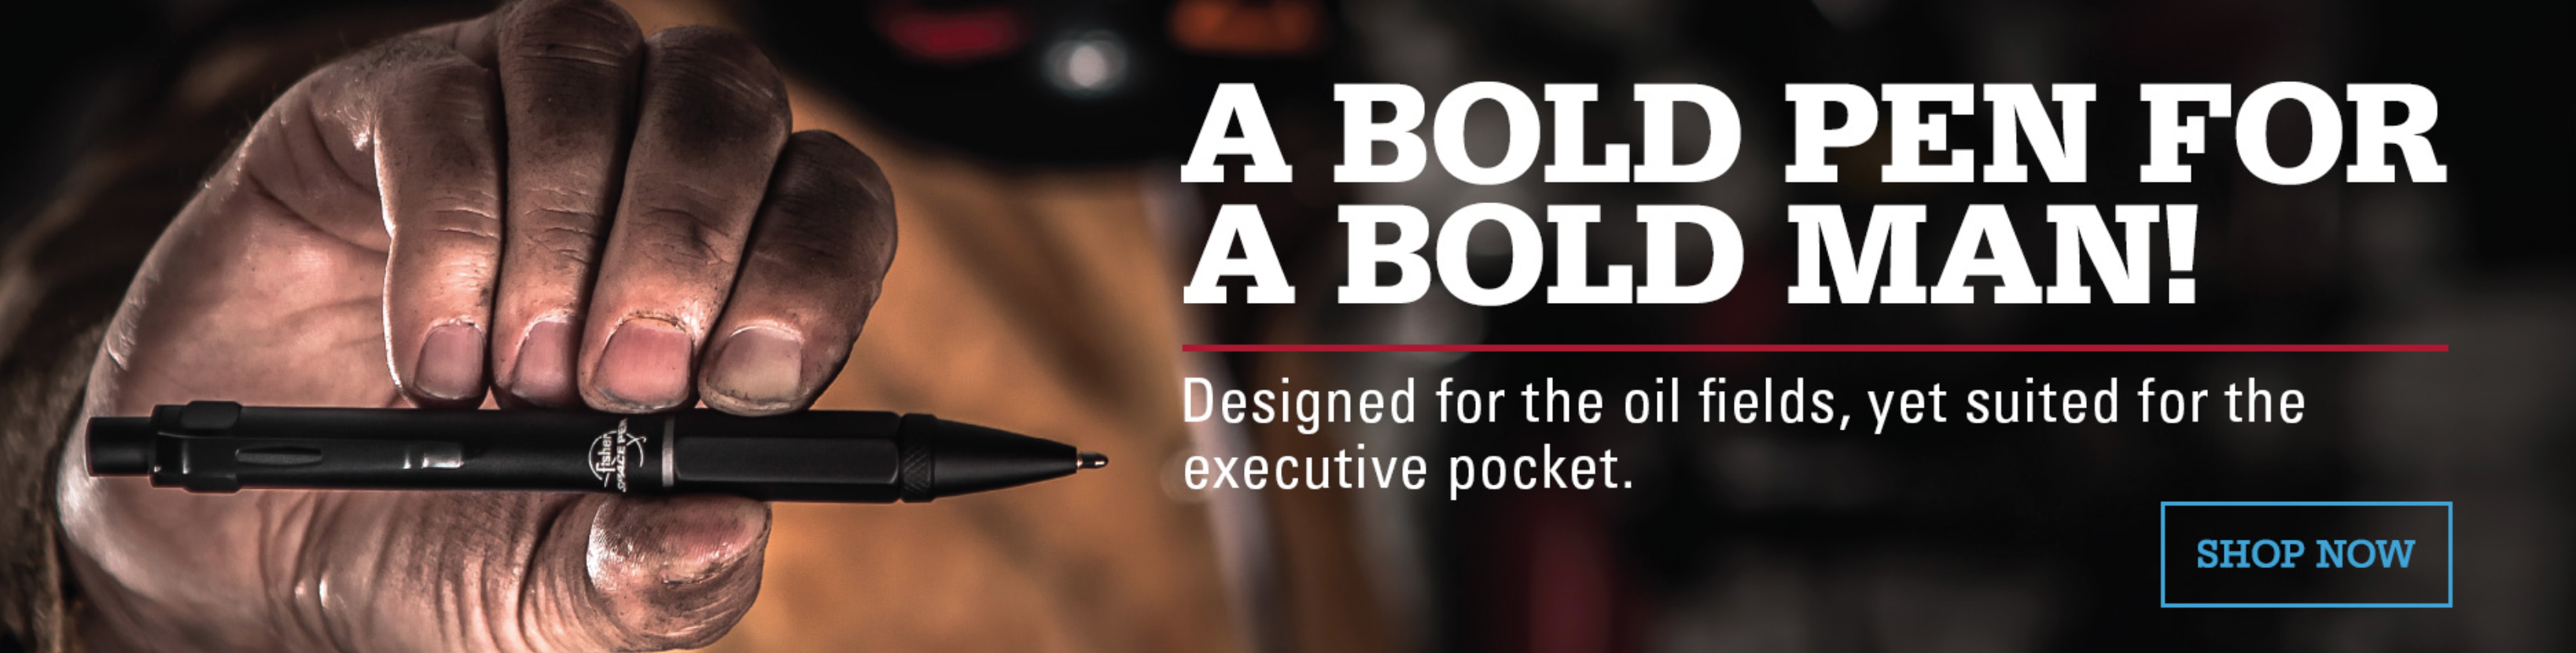 A BOLD PEN FOR
A BOLD MAN!
Designed for the oil fields, yet suited for the
executive pocket.
SHOP NOW
fisher
SPACE PEN